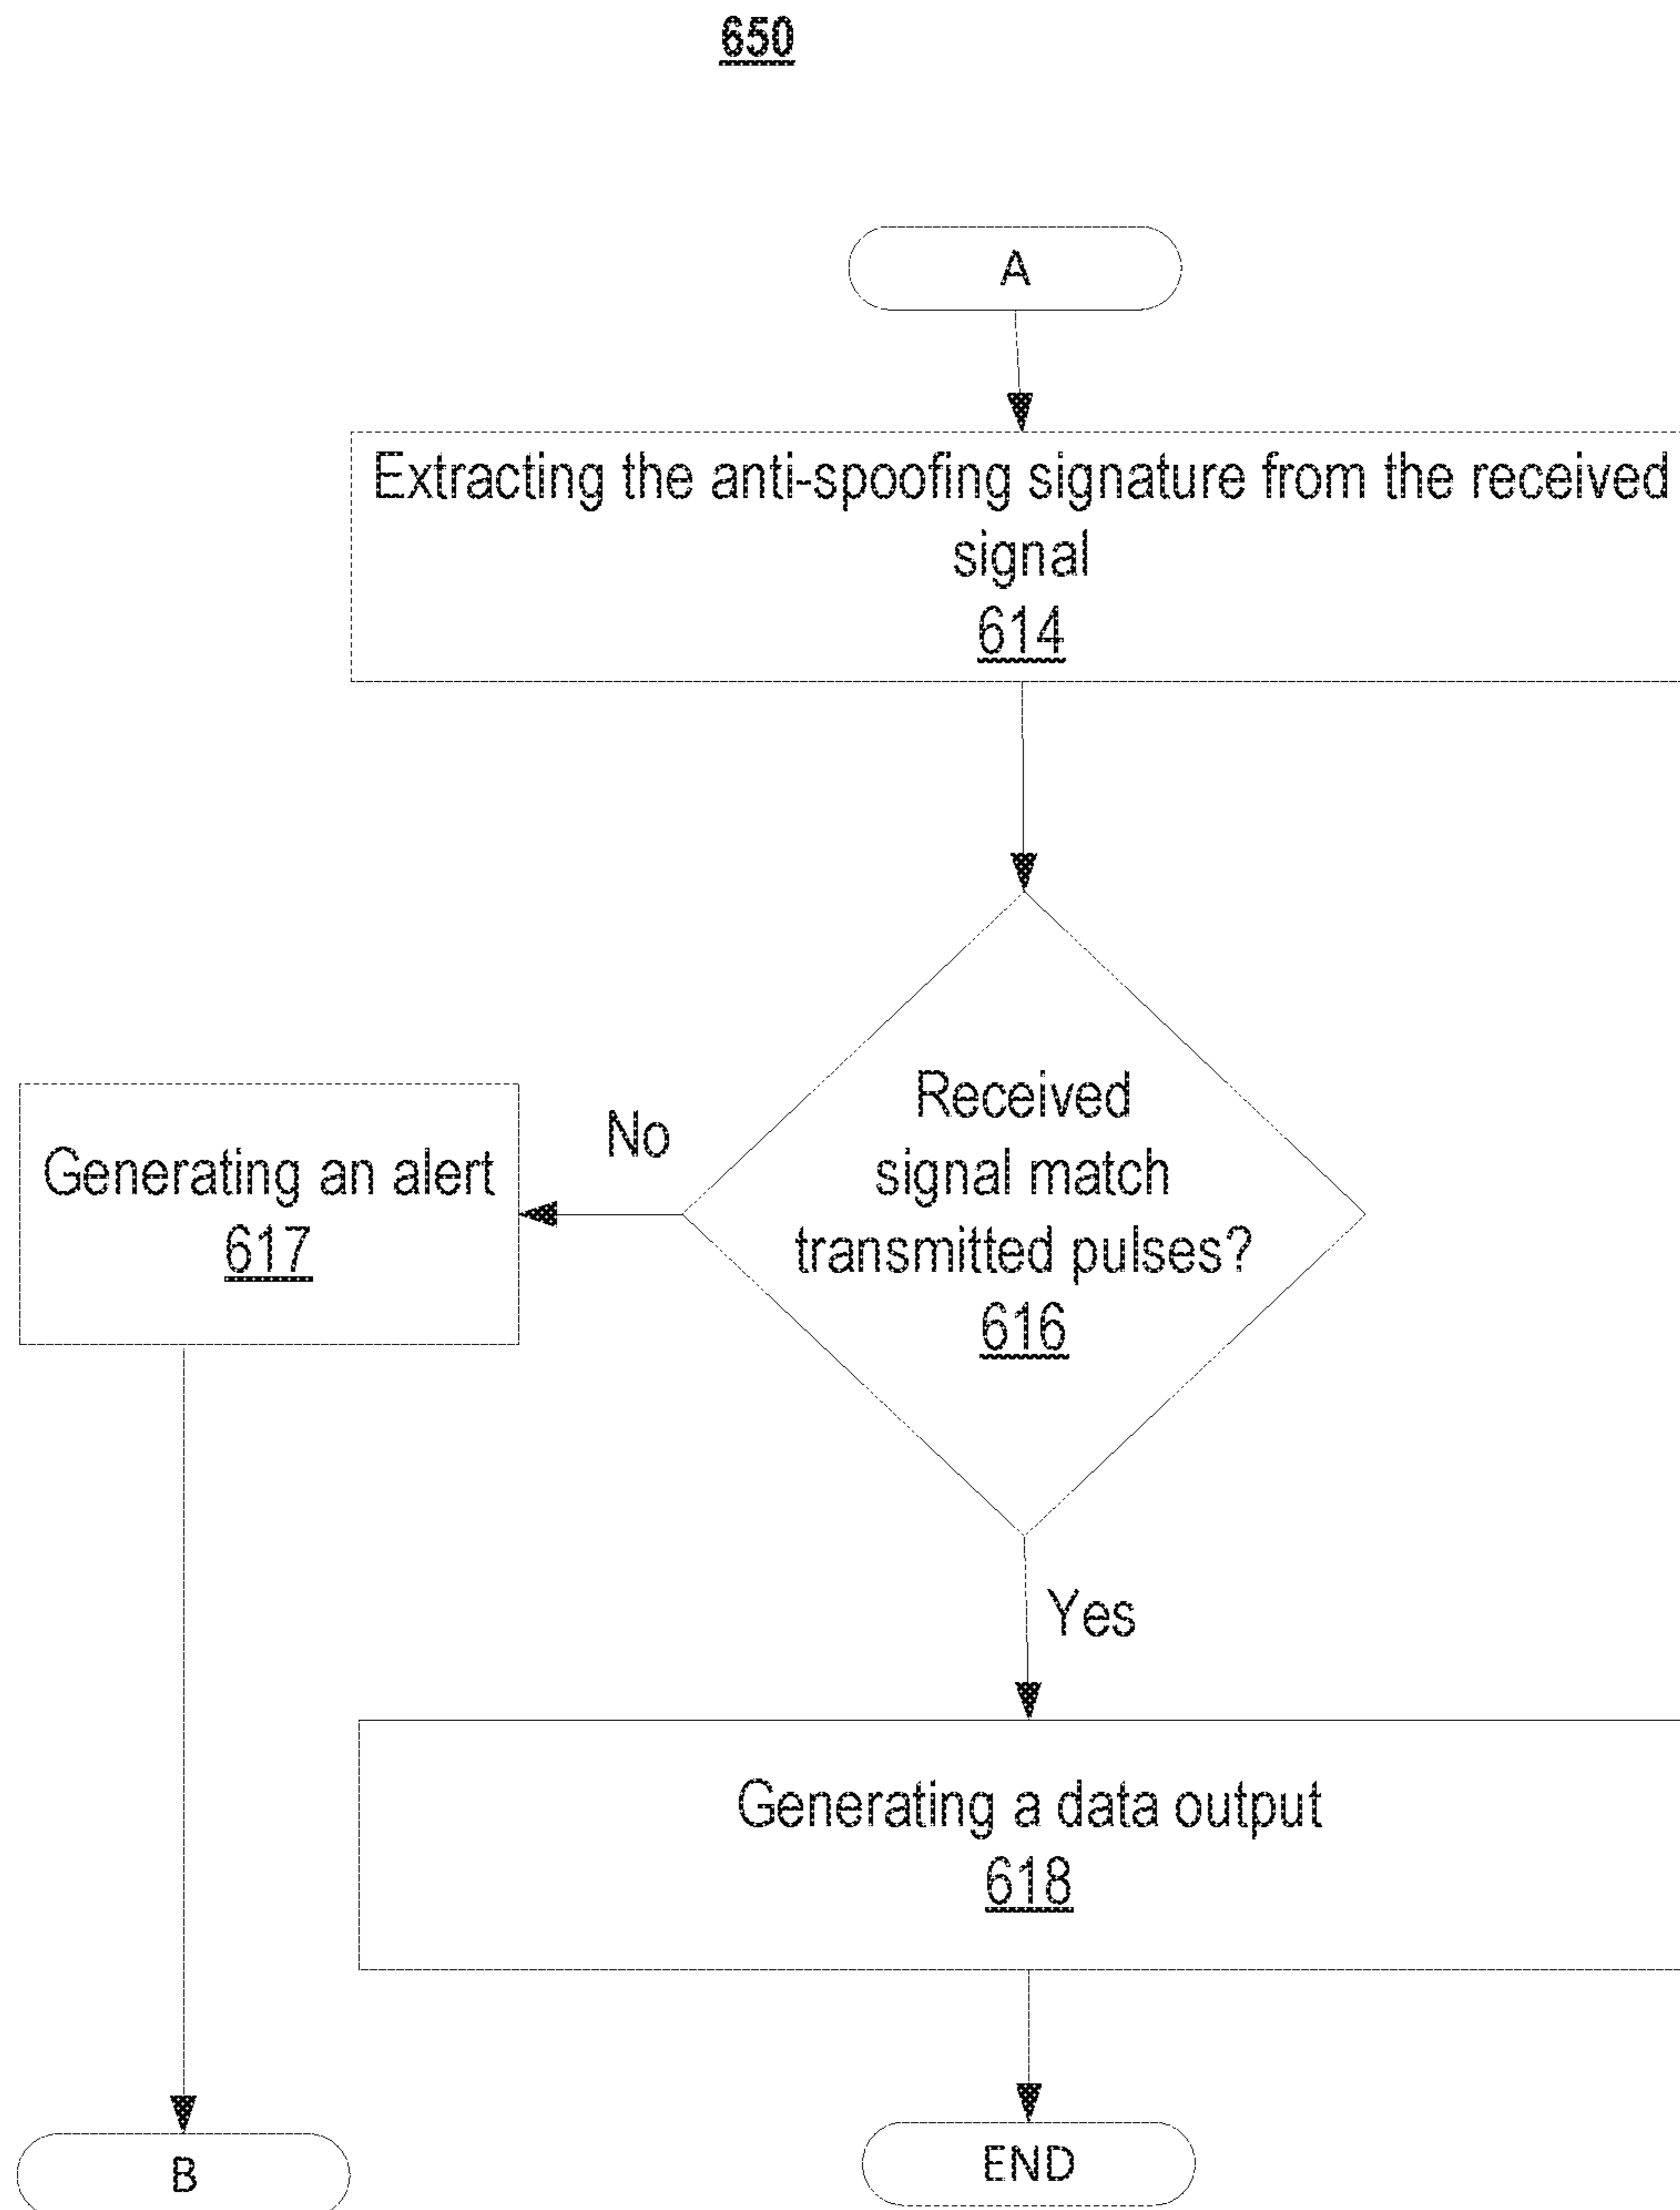 650
A
Extracting the anti-spoofing signature from the received
signal
614
Received
signal match
transmitted pulses?
616
No
Generating an alert
617
Yes
Generating a data output
618
B
END